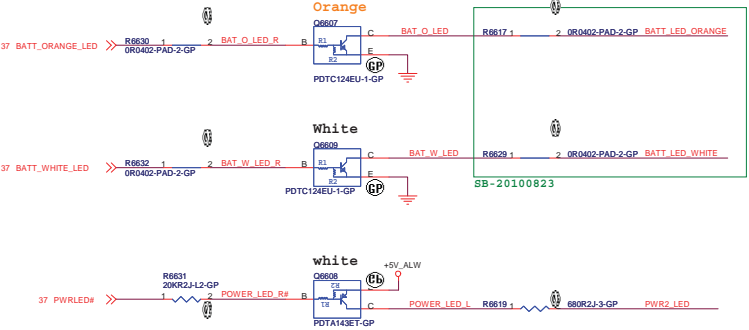 Orange
Q6607
37 BATT_ORANGE_LED R6630 1 2 BAT_O_LED_R B R1 R2 C BAT_O_LED R6617 1 2 0R0402-PAD-2-GP BATT_LED_ORANGE
0R0402-PAD-2-GP
E
GP
PDTC124EU-1-GP
White
Q6609
37 BATT_WHITE_LED R6632 1 2 BAT_W_LED_R B R1 R2 C BAT_W_LED R6629 1 2 0R0402-PAD-2-GP BATT_LED_WHITE
0R0402-PAD-2-GP
E
GP
PDTC124EU-1-GP
SB-20100823
white
+5V_ALW
R6631
20KR2J-L2-GP
Q6608
GP
E
37 PWRLED# 1 2 POWER_LED_R# B R1 R2 C POWER_LED_L R6619 1 2 680R2J-3-GP PWR2_LED
PDTA143ET-GP